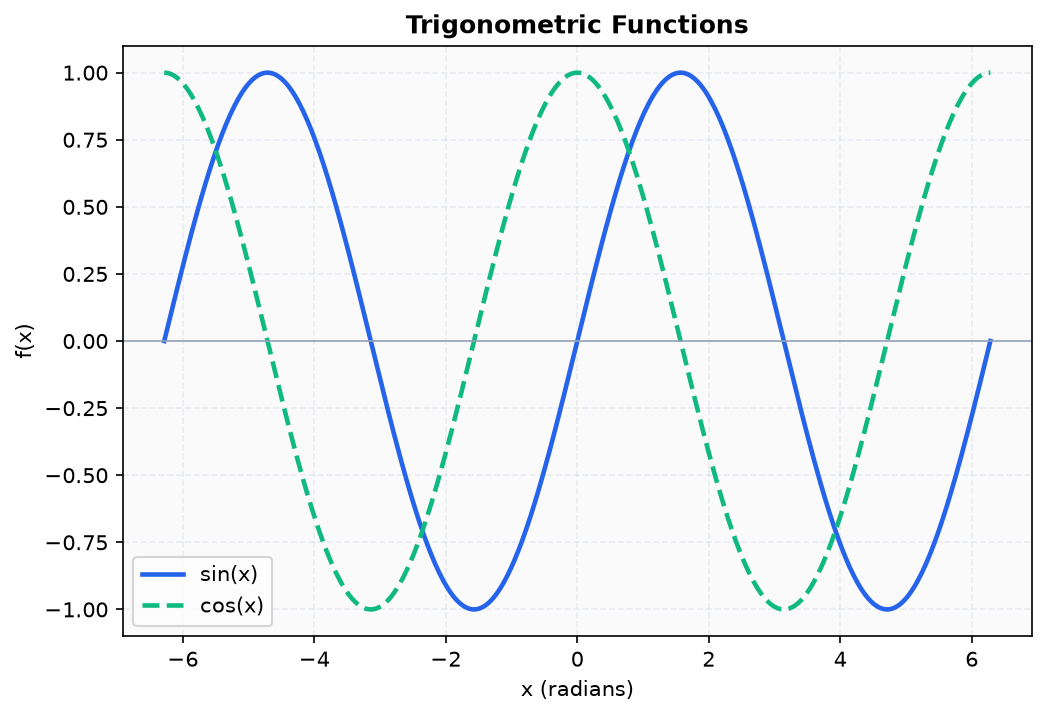 Trigonometric Functions
f(x)
1.00
0.75
0.50
0.25
0.00
−0.25
−0.50
−0.75
−1.00
sin(x)
cos(x)
−6 −4 −2 0 2 4 6
x (radians)